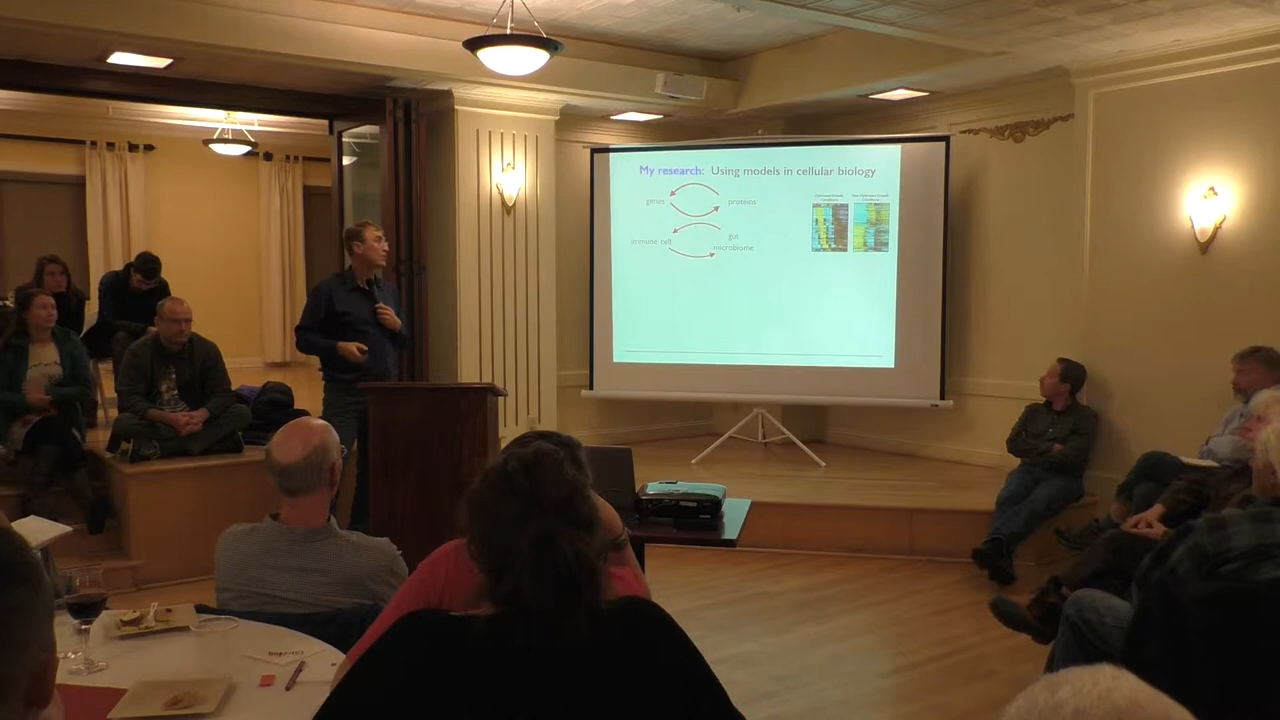 My research: Using models in cellular biology
genes
proteins
immune cell
gut
microbiome